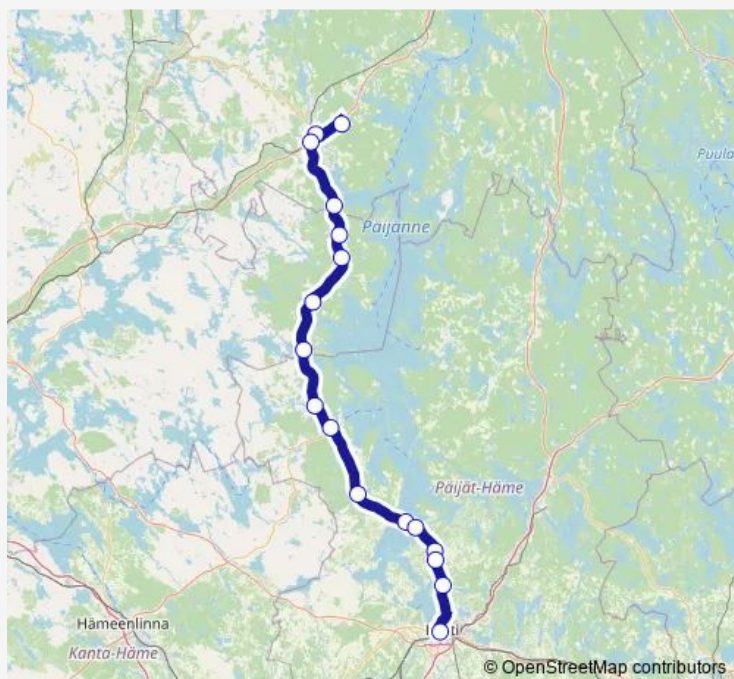 Puula
Päijänne
Päijät-Häme
Hämeenlinna
Kanta-Häme
© OpenStreetMap contributors